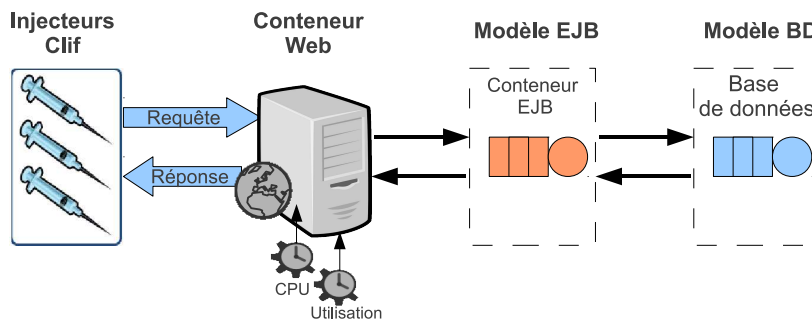 Injecteurs
Clif
Conteneur
Web
Modèle EJB
Modèle BD
Requête
Réponse
Conteneur
EJB
Base
de données
CPU
Utilisation